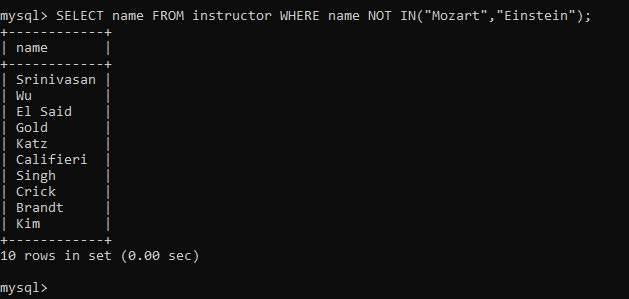 mysql> SELECT name FROM instructor WHERE name NOT IN("Mozart","Einstein");
+------------+
| name       |
+------------+
| Srinivasan |
| Wu         |
| El Said    |
| Gold       |
| Katz       |
| Califieri  |
| Singh      |
| Crick      |
| Brandt     |
| Kim        |
+------------+
10 rows in set (0.00 sec)
mysql>